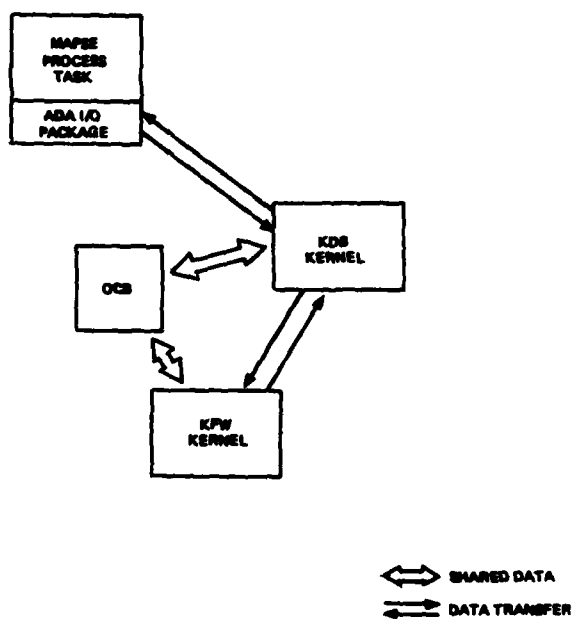 MAPSE
PROCESS
TASK
ADA I/O
PACKAGE
KDB
KERNEL
OCB
KFW
KERNEL
SHARED DATA
DATA TRANSFER